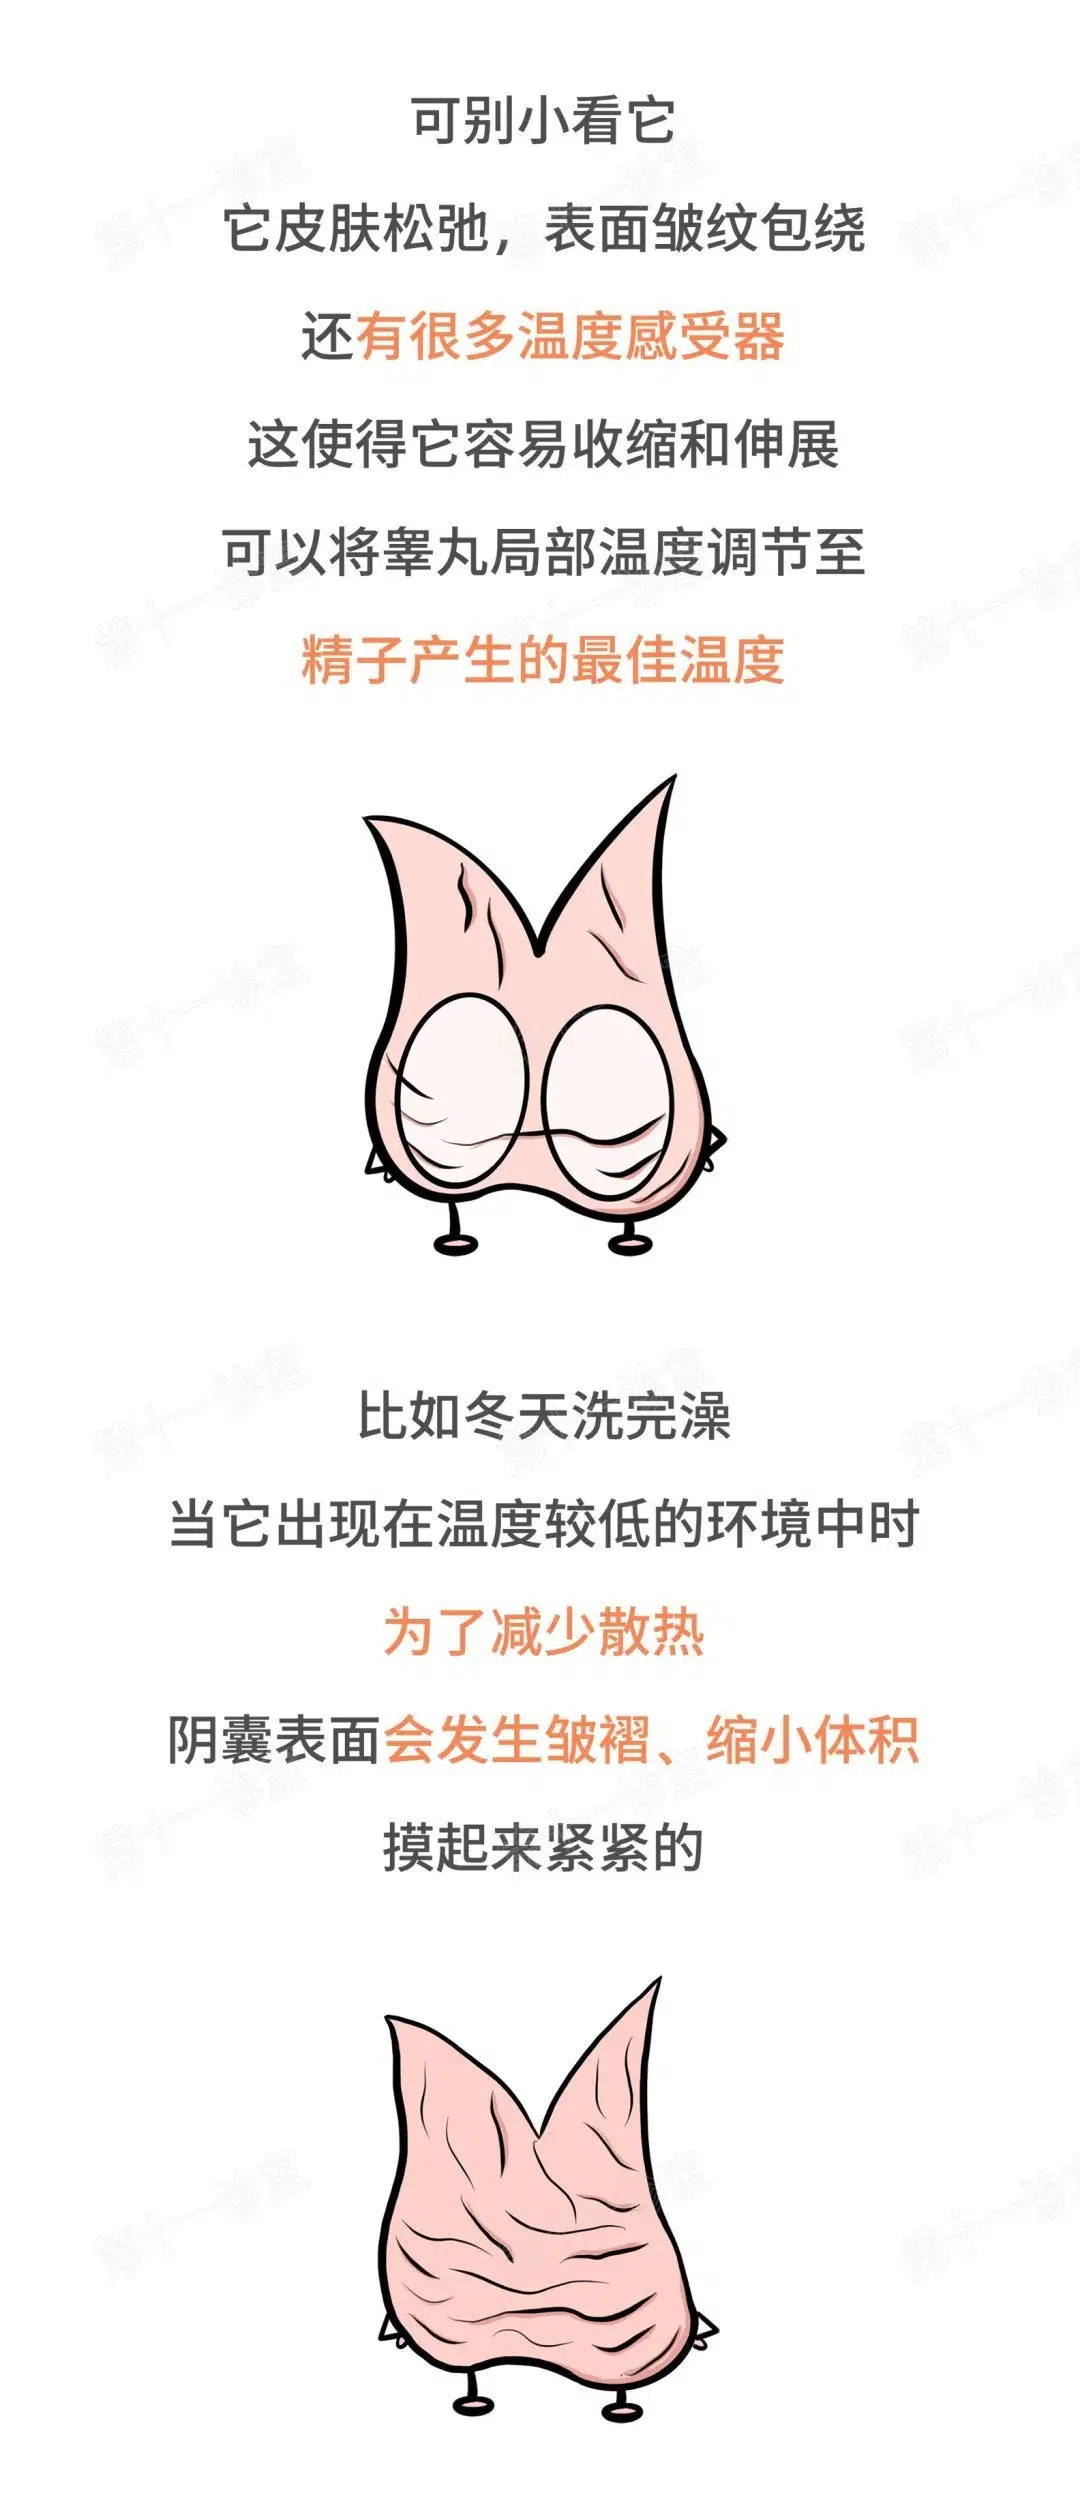 可别小看它
它皮肤松弛，表面皱纹包绕
还有很多温度感受器
这使得它容易收缩和伸展
可以将睾丸局部温度调节至
精子产生的最佳温度
比如冬天洗完澡
当它出现在温度较低的环境中时
为了减少散热
阴囊表面会发生皱褶、缩小体积
摸起来紧紧的